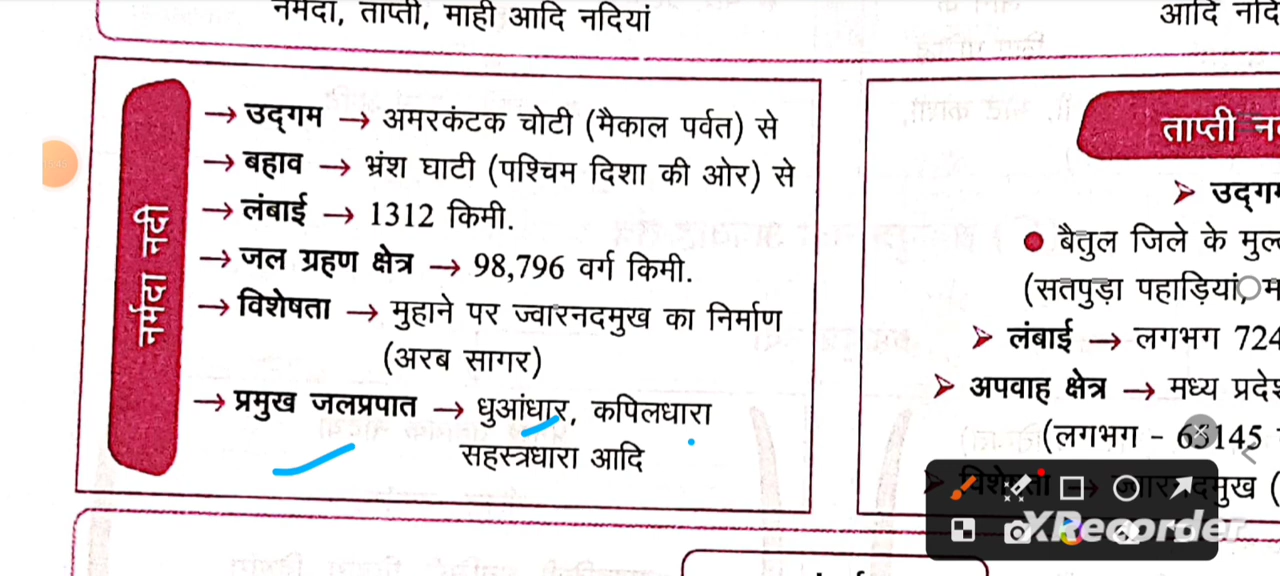 नर्मदा, ताप्ती, माही आदि नदियां
आदि नदि
नर्मदा नदी
→ उद्गम → अमरकंटक चोटी (मैकाल पर्वत) से
→ बहाव → भ्रंश घाटी (पश्चिम दिशा की ओर) से
→ लंबाई → 1312 किमी.
→ जल ग्रहण क्षेत्र → 98,796 वर्ग किमी.
→ विशेषता → मुहाने पर ज्वारनदमुख का निर्माण
(अरब सागर)
→ प्रमुख जलप्रपात → धुआंधार, कपिलधारा
सहस्त्रधारा आदि
ताप्ती न
➤ उद्गम
● बैतुल जिले के मुल
(सतपुड़ा पहाड़ियां, म
➤ लंबाई → लगभग 724
➤ अपवाह क्षेत्र → मध्य प्रदेश
(लगभग - 65145
➤ विशेषता → ज्वारनदमुख (
XRecorder